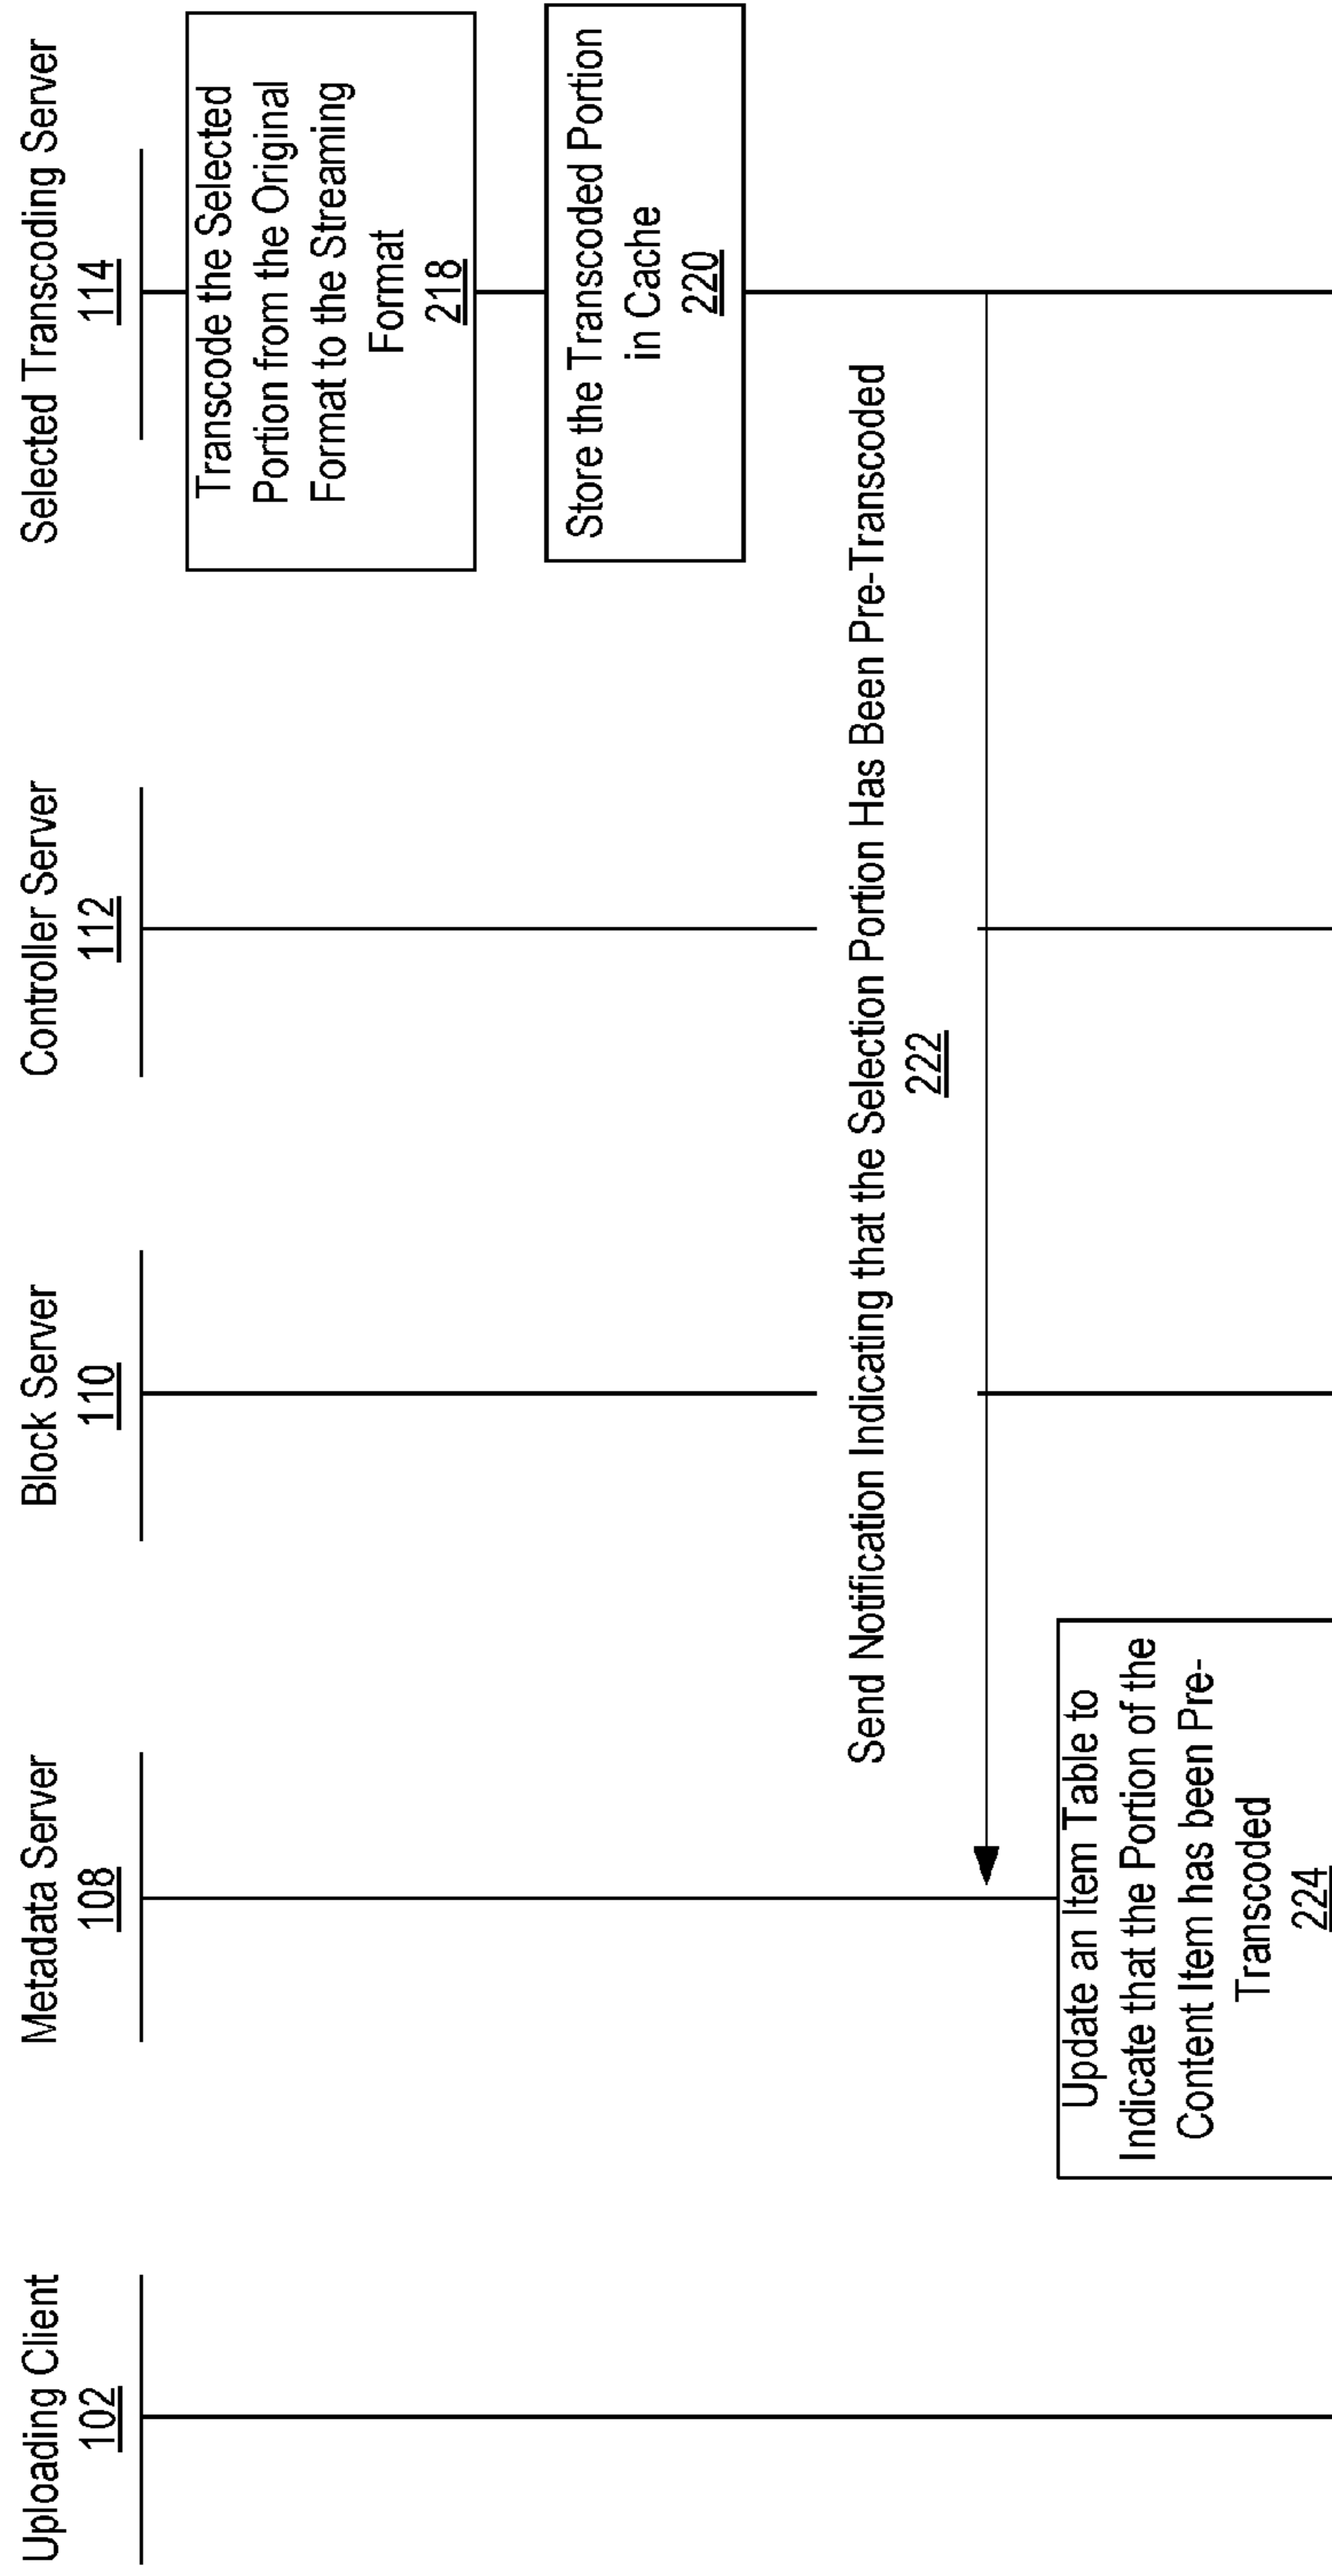 Uploading Client
102
Metadata Server
108
Block Server
110
Controller Server
112
Selected Transcoding Server
114
Transcode the Selected
Portion from the Original
Format to the Streaming
Format
218
Store the Transcoded Portion
in Cache
220
Send Notification Indicating that the Selection Portion Has Been Pre-Transcoded
222
Update an Item Table to
Indicate that the Portion of the
Content Item has been Pre-
Transcoded
224